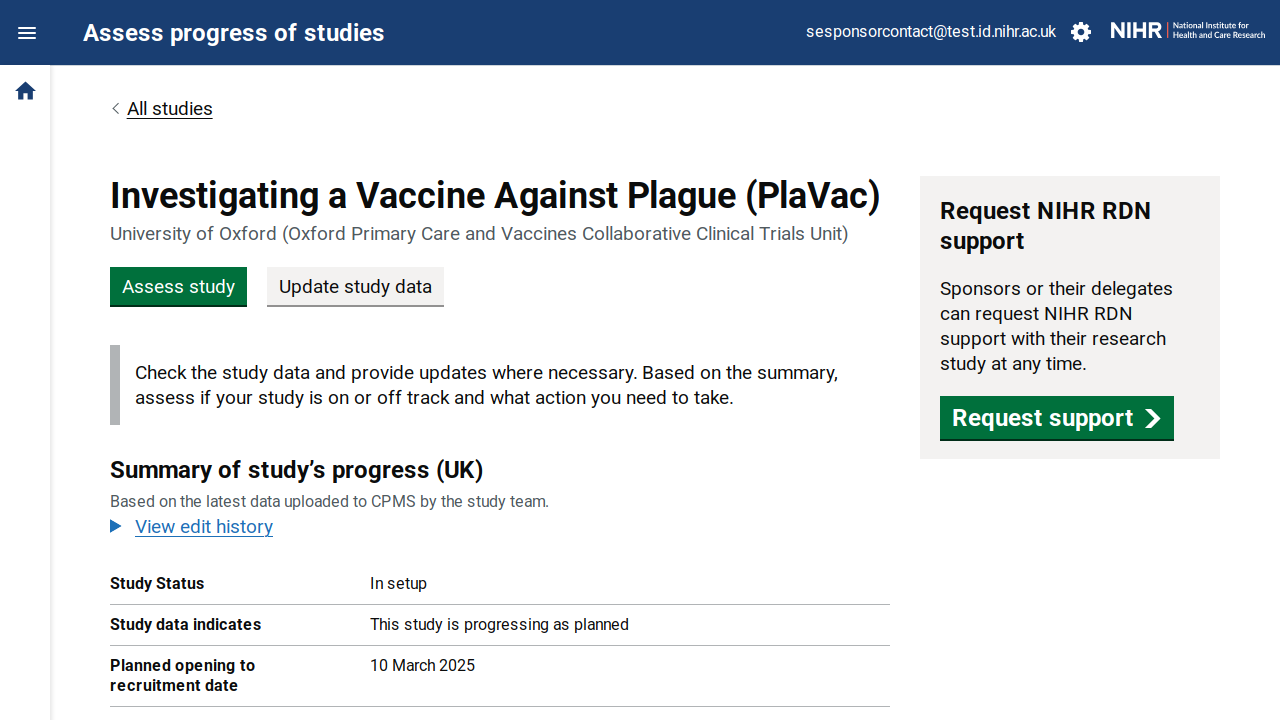 Assess progress of studies
sesponsorcontact@test.id.nihr.ac.uk
NIHR
National Institute for
Health and Care Research
All studies
Investigating a Vaccine Against Plague (PlaVac)
University of Oxford (Oxford Primary Care and Vaccines Collaborative Clinical Trials Unit)
Assess study
Update study data
Check the study data and provide updates where necessary. Based on the summary,
assess if your study is on or off track and what action you need to take.
Summary of study’s progress (UK)
Based on the latest data uploaded to CPMS by the study team.
View edit history
Study Status
In setup
Study data indicates
This study is progressing as planned
Planned opening to
recruitment date
10 March 2025
Request NIHR RDN
support
Sponsors or their delegates
can request NIHR RDN
support with their research
study at any time.
Request support